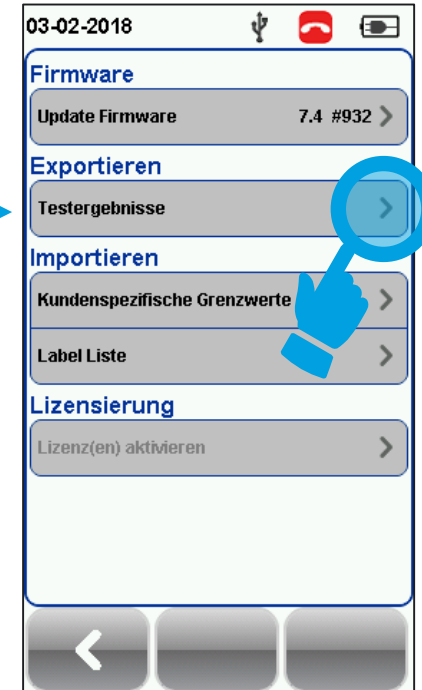 03-02-2018
Firmware
Update Firmware 7.4 #932
Exportieren
Testergebnisse
Importieren
Kundenspezifische Grenzwerte
Label Liste
Lizensierung
Lizenz(en) aktivieren